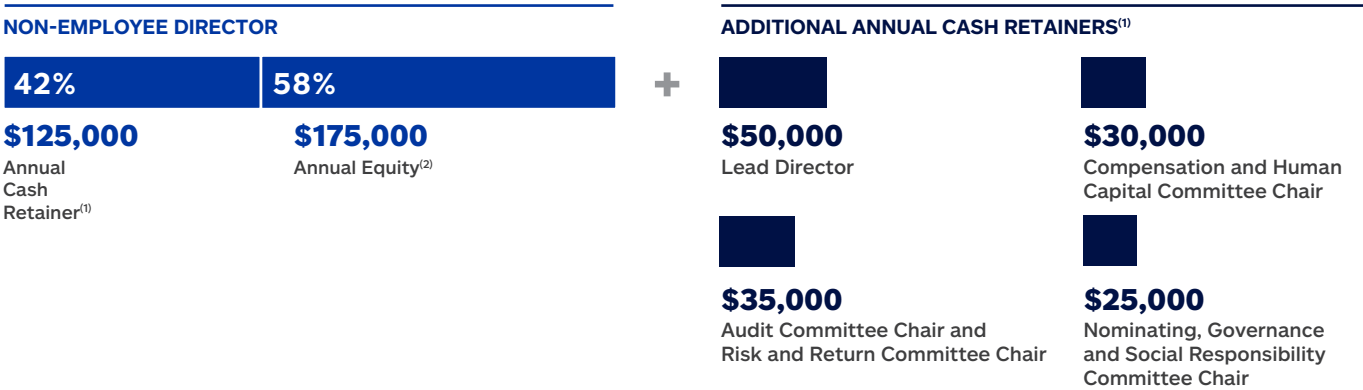 NON-EMPLOYEE DIRECTOR
42%
58%
$125,000
Annual
Cash
Retainer(1)
$175,000
Annual Equity(2)
+
ADDITIONAL ANNUAL CASH RETAINERS(1)
$50,000
Lead Director
$30,000
Compensation and Human
Capital Committee Chair
$35,000
Audit Committee Chair and
Risk and Return Committee Chair
$25,000
Nominating, Governance
and Social Responsibility
Committee Chair